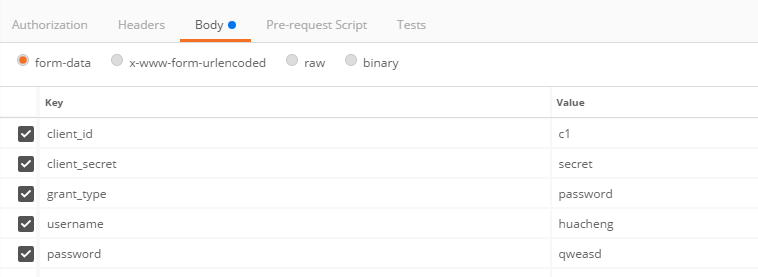 Authorization Headers Body Pre-request Script Tests
form-data x-www-form-urlencoded raw binary
Key Value
client_id c1
client_secret secret
grant_type password
username huacheng
password qweasd